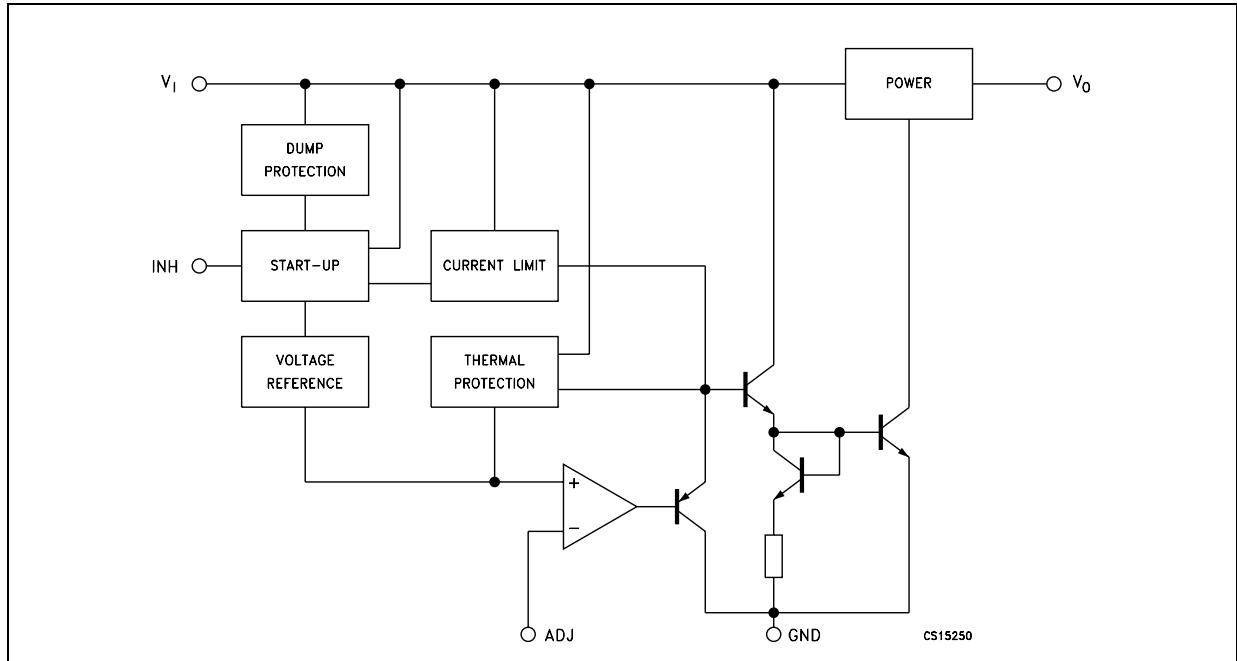 V_I
POWER
V_O
DUMP
PROTECTION
INH
START-UP
CURRENT LIMIT
VOLTAGE
REFERENCE
THERMAL
PROTECTION
+
−
ADJ
GND
CS15250